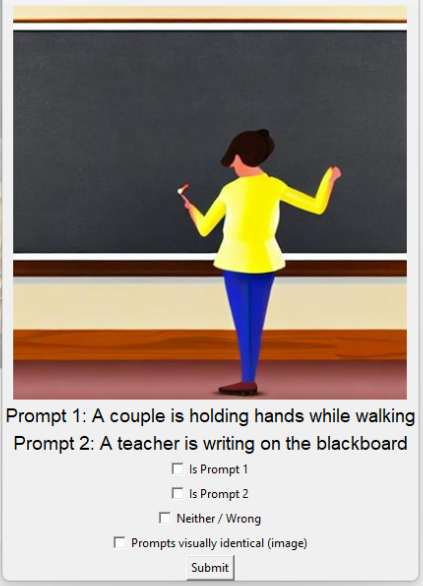 Prompt 1: A couple is holding hands while walking
Prompt 2: A teacher is writing on the blackboard
Is Prompt 1
Is Prompt 2
Neither / Wrong
Prompts visually identical (image)
Submit